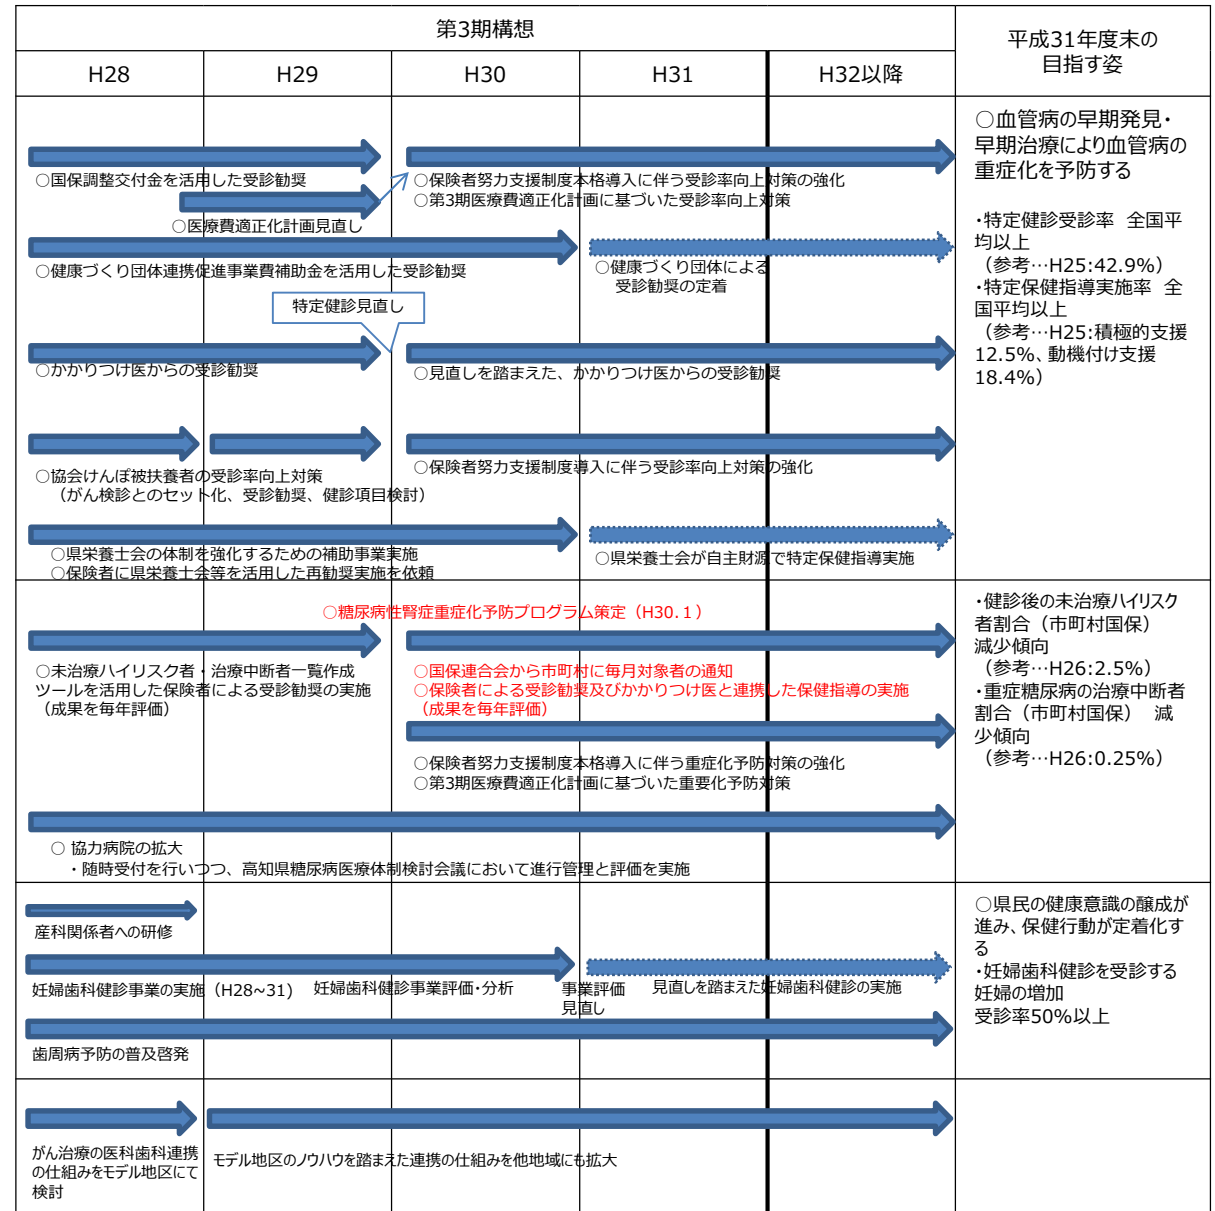 第3期構想
平成31年度末の
目指す姿
H28
H29
H30
H31
H32以降
○国保調整交付金を活用した受診勧奨
○保険者努力支援制度本格導入に伴う受診率向上対策の強化
○第3期医療費適正化計画に基づいた受診率向上対策
○医療費適正化計画見直し
○健康づくり団体連携促進事業費補助金を活用した受診勧奨
○健康づくり団体による
受診勧奨の定着
特定健診見直し
○かかりつけ医からの受診勧奨
○見直しを踏まえた、かかりつけ医からの受診勧奨
○協会けんぽ被扶養者の受診率向上対策
（がん検診とのセット化、受診勧奨、健診項目検討）
○保険者努力支援制度導入に伴う受診率向上対策の強化
○県栄養士会の体制を強化するための補助事業実施
○保険者に県栄養士会等を活用した再勧奨実施を依頼
○県栄養士会が自主財源で特定保健指導実施
○血管病の早期発見・
早期治療により血管病の
重症化を予防する
・特定健診受診率　全国平
均以上
（参考…H25:42.9%）
・特定保健指導実施率　全
国平均以上
（参考…H25:積極的支援
12.5%、動機付け支援
18.4%）
○糖尿病性腎症重症化予防プログラム策定（H30.1）
○未治療ハイリスク者・治療中断者一覧作成
ツールを活用した保険者による受診勧奨の実施
（成果を毎年評価）
○国保連合会から市町村に毎月対象者の通知
○保険者による受診勧奨及びかかりつけ医と連携した保健指導の実施
（成果を毎年評価）
○保険者努力支援制度本格導入に伴う重症化予防対策の強化
○第3期医療費適正化計画に基づいた重要化予防対策
○ 協力病院の拡大
・随時受付を行いつつ、高知県糖尿病医療体制検討会議において進行管理と評価を実施
・健診後の未治療ハイリスク
者割合（市町村国保）
減少傾向
（参考…H26:2.5%）
・重症糖尿病の治療中断者
割合（市町村国保）　減
少傾向
（参考…H26:0.25%）
産科関係者への研修
妊婦歯科健診事業の実施（H28~31）
妊婦歯科健診事業評価・分析
事業評価
見直し
見直しを踏まえた妊婦歯科健診の実施
歯周病予防の普及啓発
○県民の健康意識の醸成が
進み、保健行動が定着化す
る
・妊婦歯科健診を受診する
妊婦の増加
受診率50%以上
がん治療の医科歯科連携
の仕組みをモデル地区にて
検討
モデル地区のノウハウを踏まえた連携の仕組みを他地域にも拡大